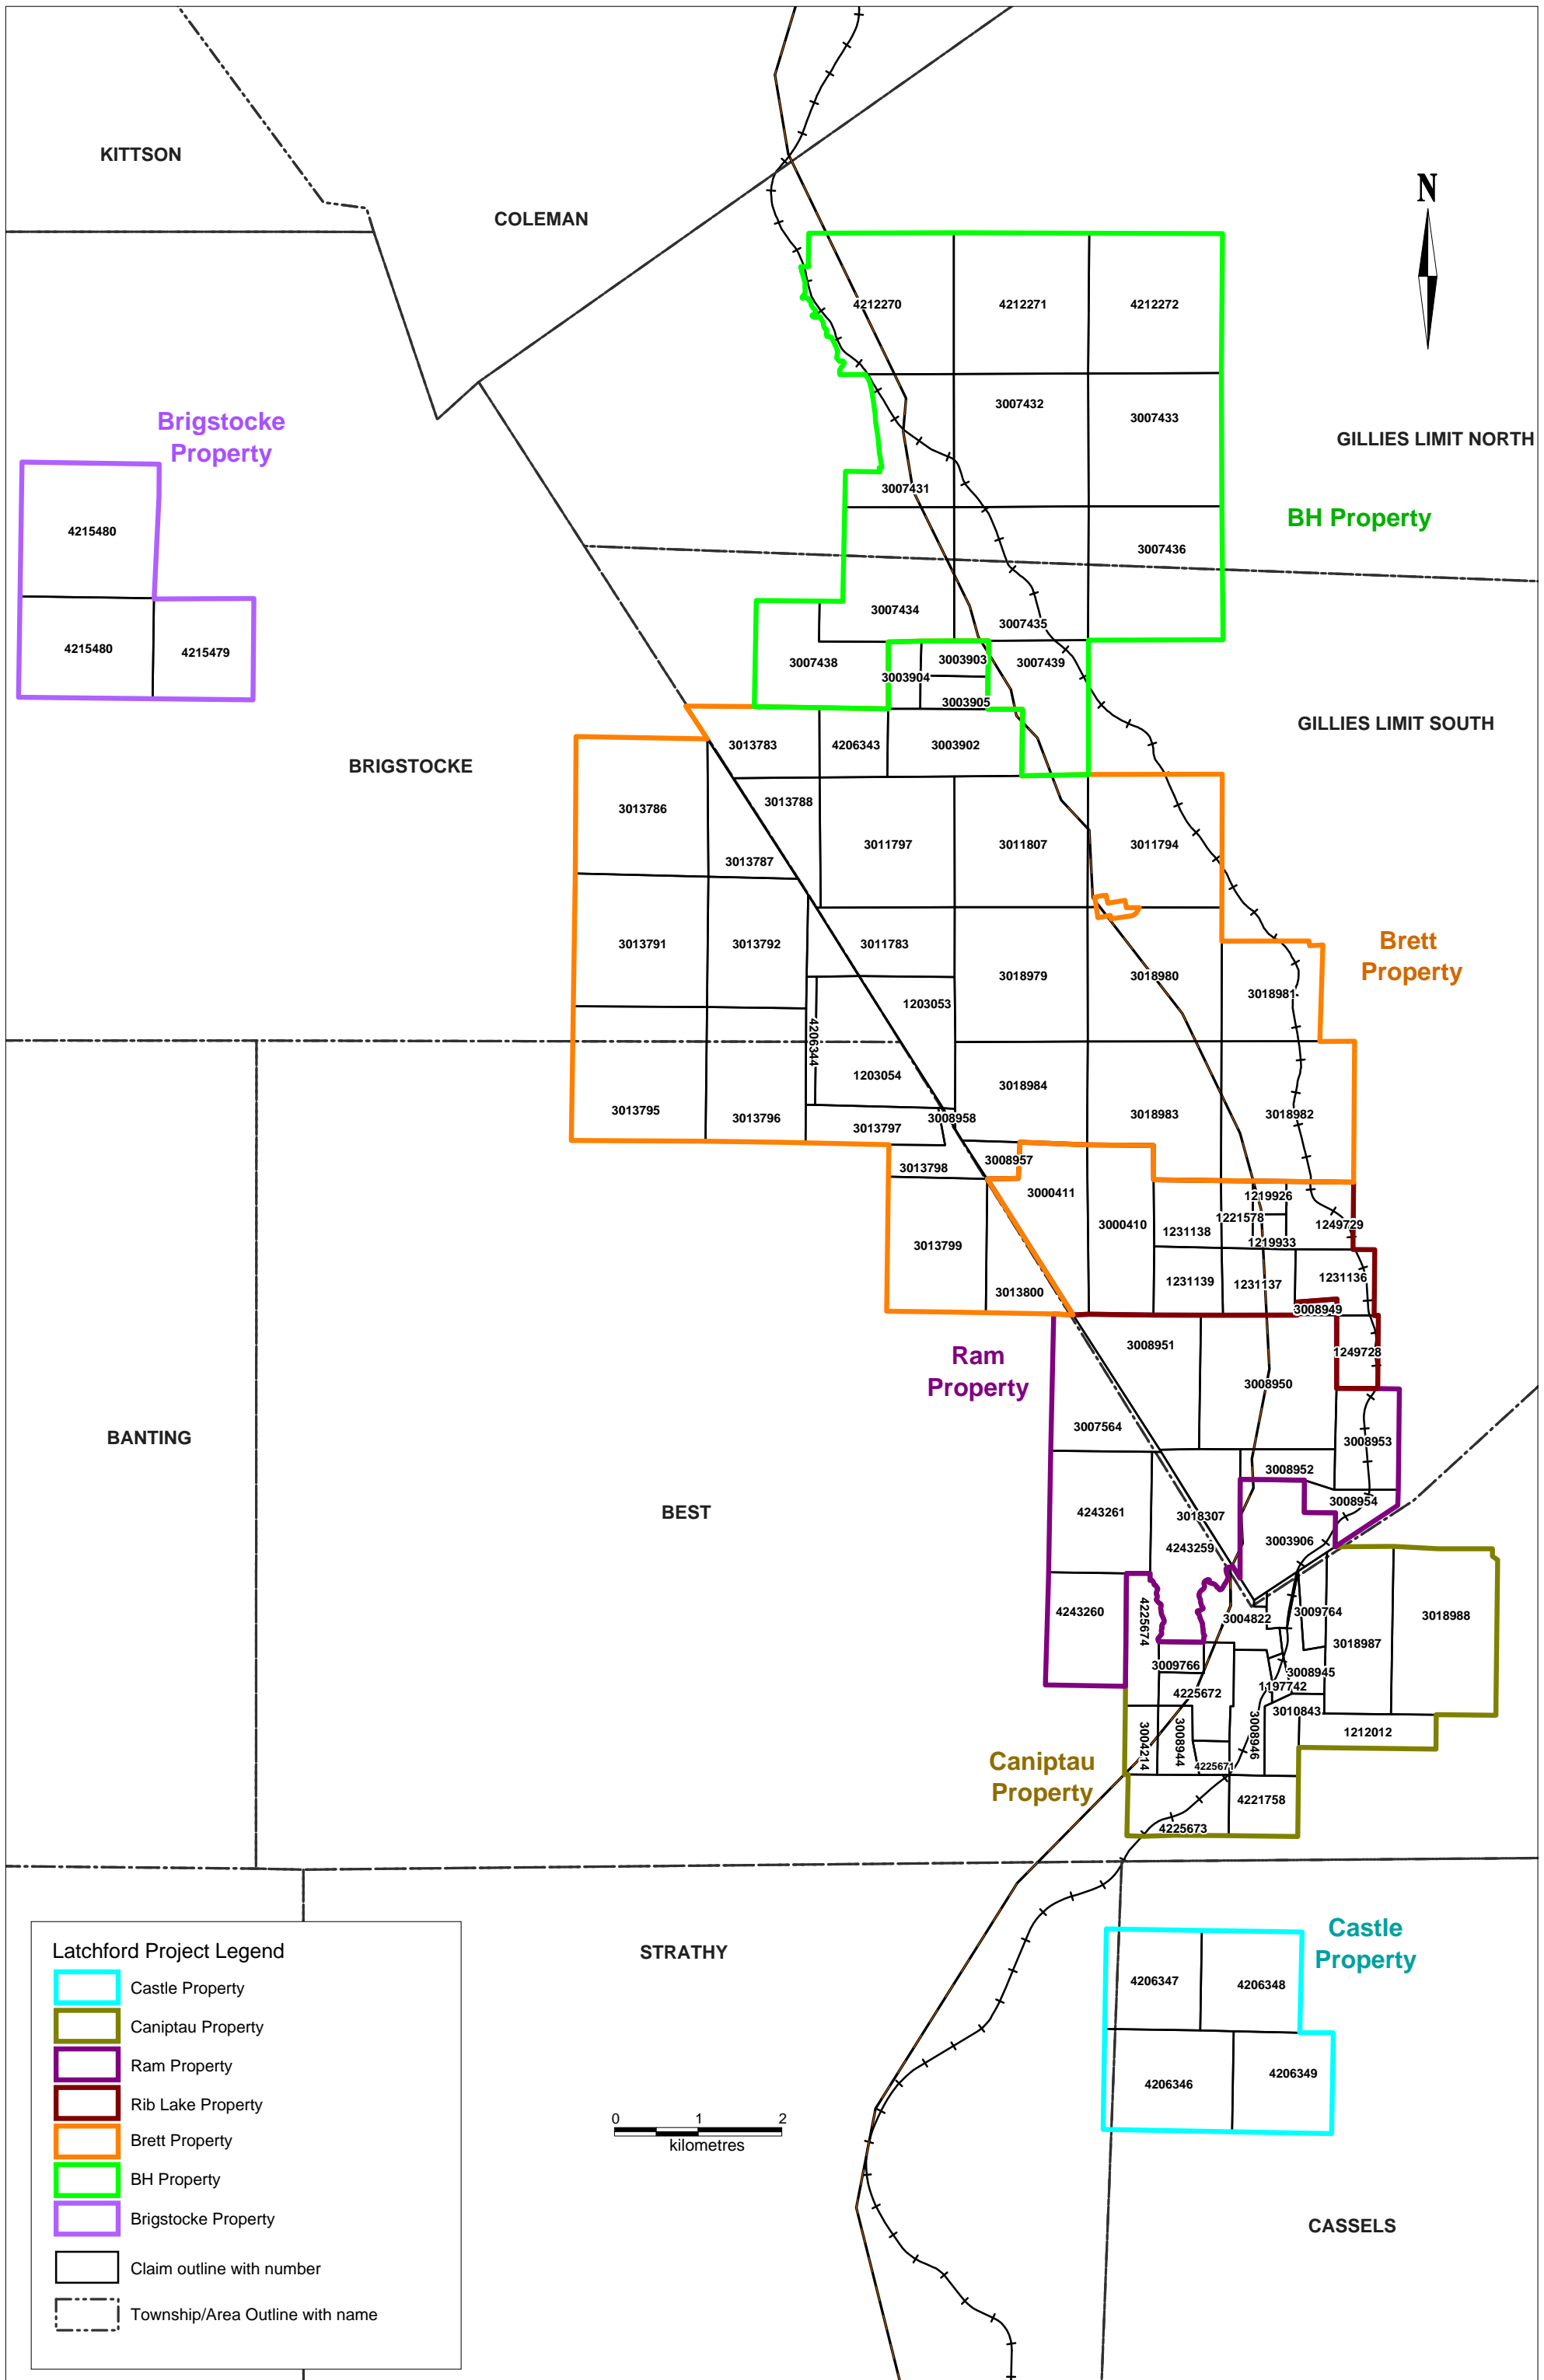 KITTSON
COLEMAN
N
4212270
4212271
4212272
3007432
3007433
Brigstocke
Property
GILLIES LIMIT NORTH
3007431
BH Property
4215480
3007436
3007434
3007435
4215480
4215479
3007438
3003903
3007439
3003904
3003905
GILLIES LIMIT SOUTH
3013783
4206343
3003902
BRIGSTOCKE
3013786
3013788
3013787
3011797
3011807
3011794
3013791
3013792
3011783
Brett
Property
3018979
3018980
3018981
1203053
4206344
1203054
3018984
3013795
3013796
3013797
3008958
3018983
3018982
3013798
3008957
3000411
3000410
1231138
1221578
1219926
1219933
1249729
3013799
3013800
1231139
1231137
1231136
3008949
Ram
Property
3008951
1249728
3008950
3007564
3008953
BANTING
3008952
BEST
4243261
3018307
3008954
4243259
3003906
4243260
4225674
3004822
3009764
3018987
3018988
3009766
3008945
4225672
1197742
3010843
3004214
3008944
3008946
1212012
Caniptau
Property
4225671
4221758
4225673
Castle
Property
STRATHY
4206347
4206348
4206346
4206349
CASSELS
0 1 2
kilometres
Latchford Project Legend
Castle Property
Caniptau Property
Ram Property
Rib Lake Property
Brett Property
BH Property
Brigstocke Property
Claim outline with number
Township/Area Outline with name